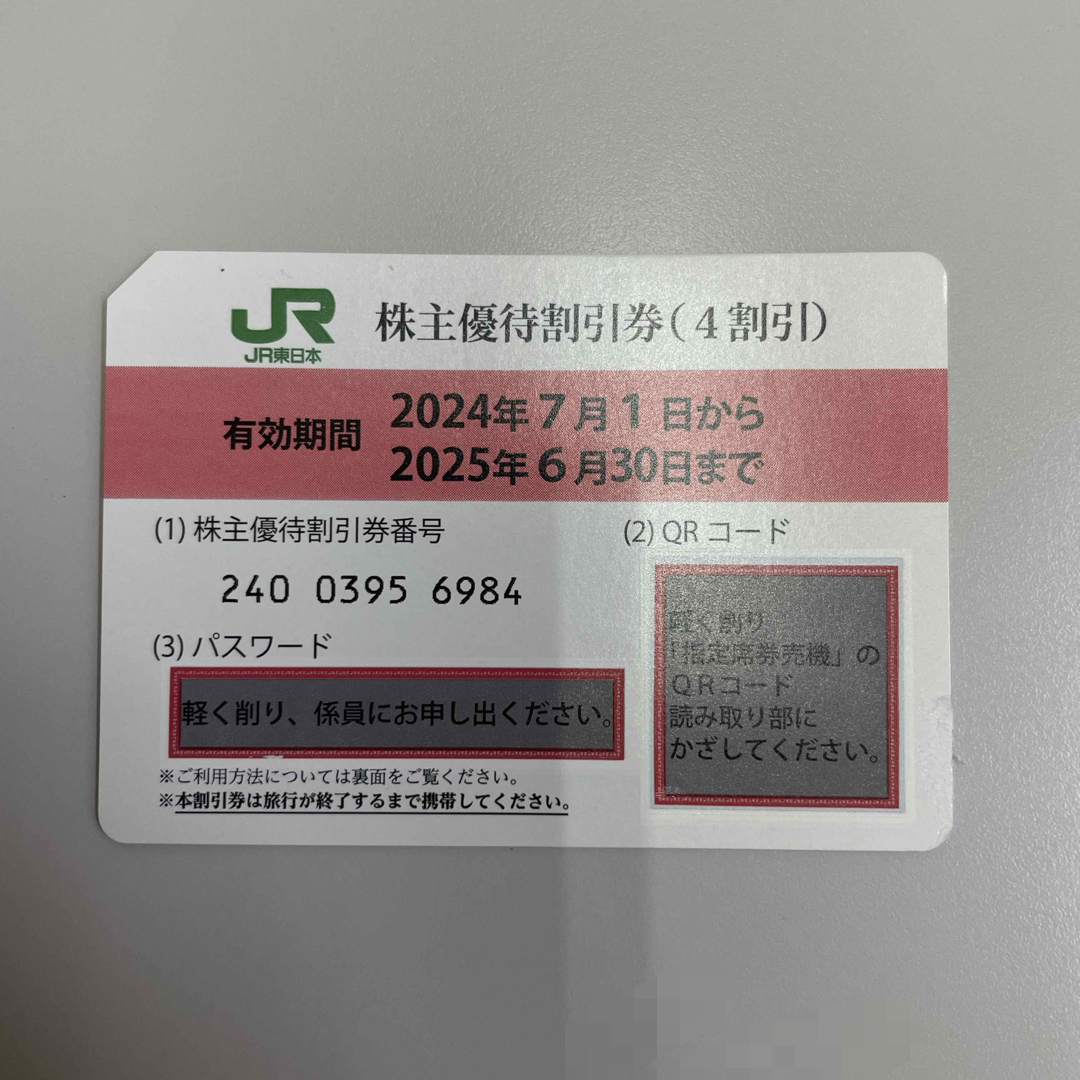 JR
JR東日本
株主優待割引券(4割引)
有効期間
2024年7月1日から
2025年6月30日まで
(1) 株主優待割引券番号
240 0395 6984
(2) QR コード
軽く削り
「指定席券売機」の
QRコード
読み取り部に
かざしてください。
(3) パスワード
軽く削り、係員にお申し出ください。
※ご利用方法については裏面をご覧ください。
※本割引券は旅行が終了するまで携帯してください。